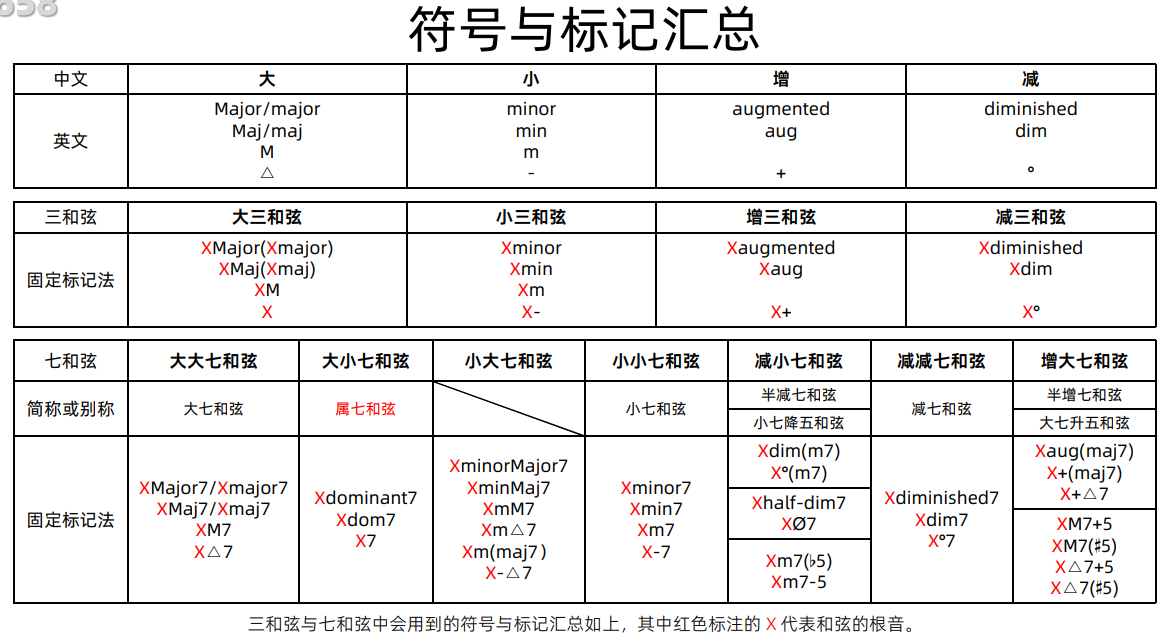 658
符号与标记汇总
中文 大 小 增 减
英文
Major/major minor augmented diminished
Maj/maj min aug dim
M m
△ - + °
三和弦 大三和弦 小三和弦 增三和弦 减三和弦
固定标记法
XMajor(Xmajor) Xminor Xaugmented Xdiminished
XMaj(Xmaj) Xmin Xaug Xdim
XM Xm
X X- X+ X°
七和弦 大大七和弦 大小七和弦 小大七和弦 小小七和弦 减小七和弦 减减七和弦 增大七和弦
简称或别称 大七和弦 属七和弦 小七和弦 半减七和弦 减七和弦 半增七和弦
小七降五和弦 大七升五和弦
固定标记法
XMajor7/Xmajor7
XMaj7/Xmaj7
XM7
X△7
Xdominant7
Xdom7
X7
XminorMajor7
XminMaj7
XmM7
Xm△7
Xm(maj7)
X-△7
Xminor7
Xmin7
Xm7
X-7
Xdim(m7)
X°(m7)
Xhalf-dim7
XØ7
Xm7(♭5)
Xm7-5
Xdiminished7
Xdim7
X°7
Xaug(maj7)
X+(maj7)
X+△7
XM7+5
XM7(♯5)
X△7+5
X△7(♯5)
三和弦与七和弦中会用到的符号与标记汇总如上，其中红色标注的 X 代表和弦的根音。